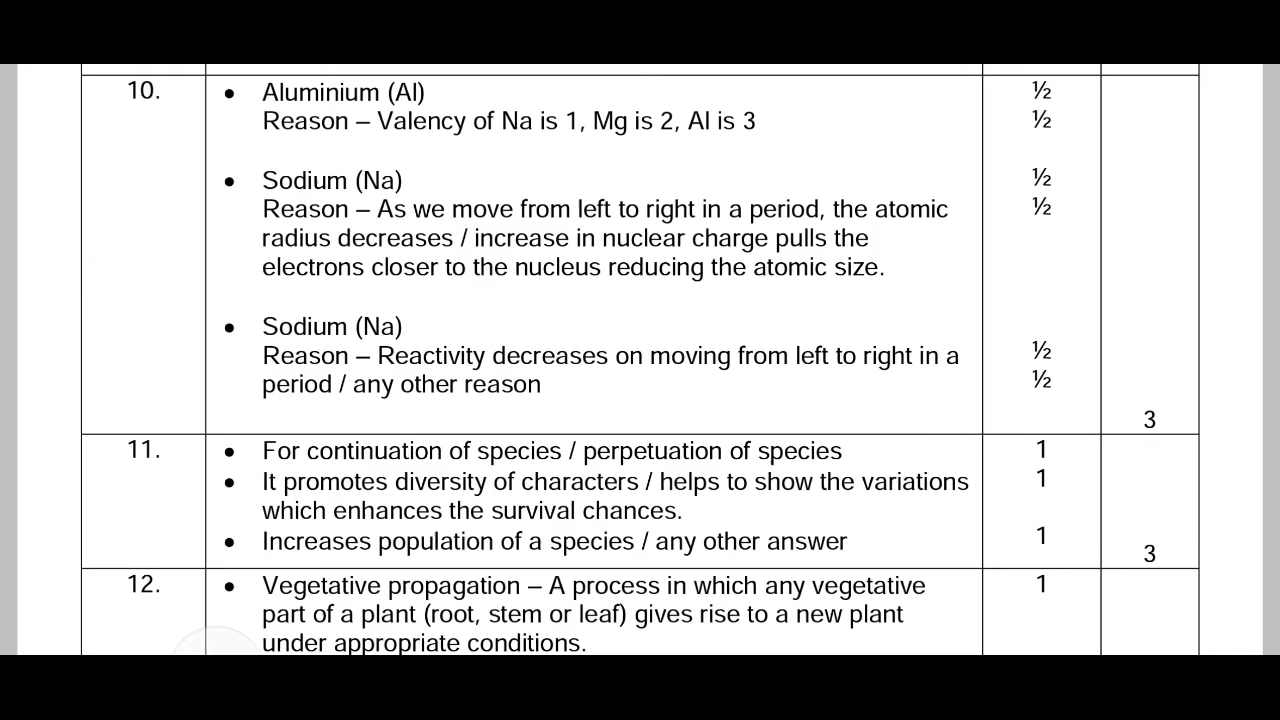 10.
• Aluminium (Al) ½
Reason – Valency of Na is 1, Mg is 2, Al is 3 ½
• Sodium (Na) ½
Reason – As we move from left to right in a period, the atomic ½
radius decreases / increase in nuclear charge pulls the
electrons closer to the nucleus reducing the atomic size.
• Sodium (Na)
Reason – Reactivity decreases on moving from left to right in a ½
period / any other reason ½
3
11.
• For continuation of species / perpetuation of species 1
• It promotes diversity of characters / helps to show the variations 1
which enhances the survival chances.
• Increases population of a species / any other answer 1
3
12.
• Vegetative propagation – A process in which any vegetative 1
part of a plant (root, stem or leaf) gives rise to a new plant
under appropriate conditions.